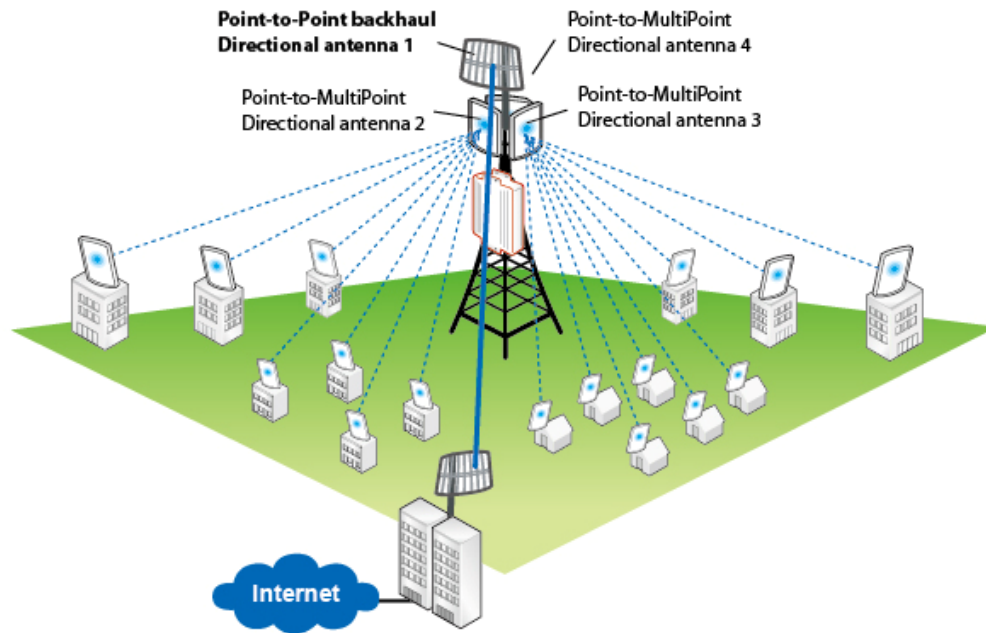 Point-to-Point backhaul
Directional antenna 1
Point-to-MultiPoint
Directional antenna 4
Point-to-MultiPoint
Directional antenna 2
Point-to-MultiPoint
Directional antenna 3
Internet